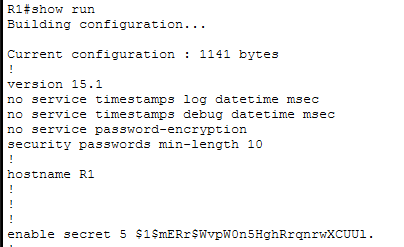 R1#show run
Building configuration...
Current configuration : 1141 bytes
!
version 15.1
no service timestamps log datetime msec
no service timestamps debug datetime msec
no service password-encryption
security passwords min-length 10
!
hostname R1
!
!
!
enable secret 5 $1$mERr$WvpW0n5HghRrqnrwXCUUl.